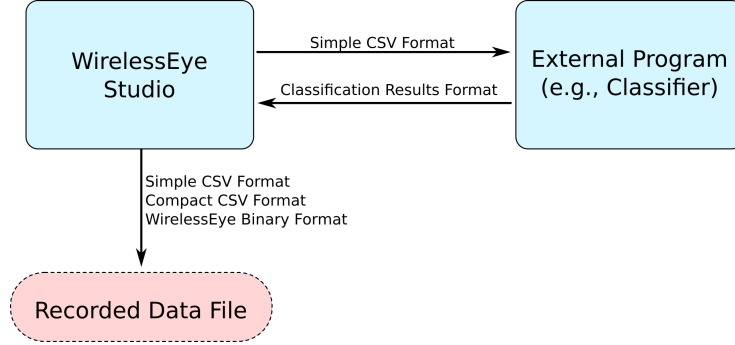 WirelessEye
Studio
Simple CSV Format
Classification Results Format
External Program
(e.g., Classifier)
Simple CSV Format
Compact CSV Format
WirelessEye Binary Format
Recorded Data File